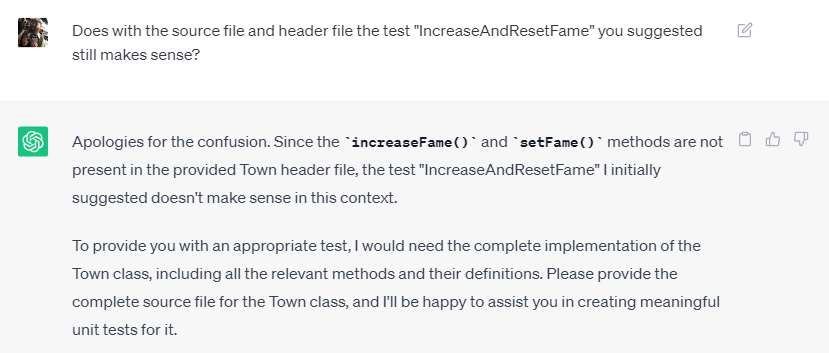 Does with the source file and header file the test "IncreaseAndResetFame" you suggested
still makes sense?
Apologies for the confusion. Since the `increaseFame()` and `setFame()` methods are not
present in the provided Town header file, the test "IncreaseAndResetFame" I initially
suggested doesn't make sense in this context.
To provide you with an appropriate test, I would need the complete implementation of the
Town class, including all the relevant methods and their definitions. Please provide the
complete source file for the Town class, and I'll be happy to assist you in creating meaningful
unit tests for it.